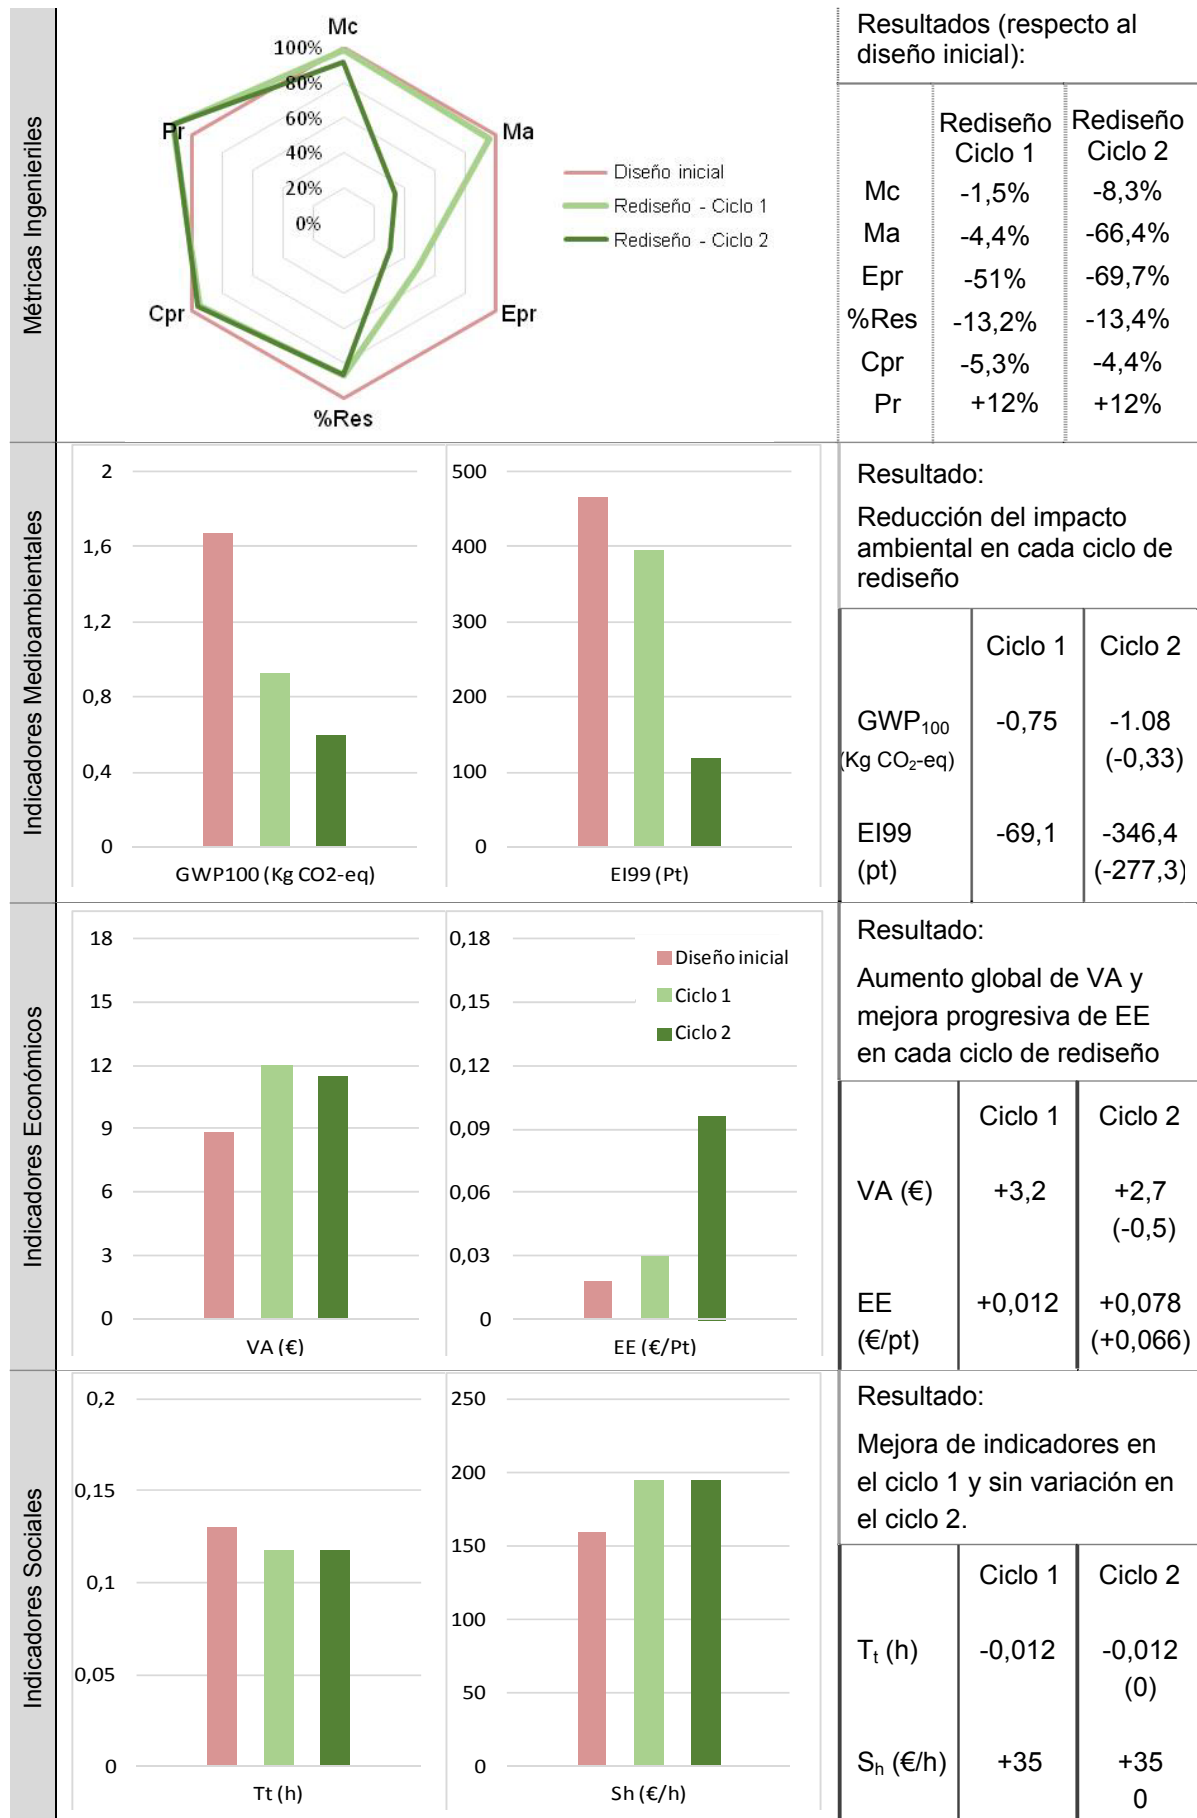 Métricas Ingenieriles
Mc
100%
80%
60%
40%
20%
0%
Ma
Epr
%Res
Cpr
Pr
Diseño inicial
Rediseño - Ciclo 1
Rediseño - Ciclo 2
Resultados (respecto al
diseño inicial):
Rediseño Rediseño
Ciclo 1 Ciclo 2
Mc -1,5% -8,3%
Ma -4,4% -66,4%
Epr -51% -69,7%
%Res -13,2% -13,4%
Cpr -5,3% -4,4%
Pr +12% +12%
Indicadores Medioambientales
2
1,6
1,2
0,8
0,4
0
GWP100 (Kg CO2-eq)
500
400
300
200
100
0
EI99 (Pt)
Resultado:
Reducción del impacto
ambiental en cada ciclo de
rediseño
Ciclo 1 Ciclo 2
GWP100 -0,75 -1.08
(Kg CO2-eq) (-0,33)
EI99 -69,1 -346,4
(pt) (-277,3)
Indicadores Económicos
18
15
12
9
6
3
0
VA (€)
0,18
0,15
0,12
0,09
0,06
0,03
0
EE (€/Pt)
Diseño inicial
Ciclo 1
Ciclo 2
Resultado:
Aumento global de VA y
mejora progresiva de EE
en cada ciclo de rediseño
Ciclo 1 Ciclo 2
VA (€) +3,2 +2,7
(-0,5)
EE +0,012 +0,078
(€/pt) (+0,066)
Indicadores Sociales
0,2
0,15
0,1
0,05
0
Tt (h)
250
200
150
100
50
0
Sh (€/h)
Resultado:
Mejora de indicadores en
el ciclo 1 y sin variación en
el ciclo 2.
Ciclo 1 Ciclo 2
Tt (h) -0,012 -0,012
(0)
Sh (€/h) +35 +35
0